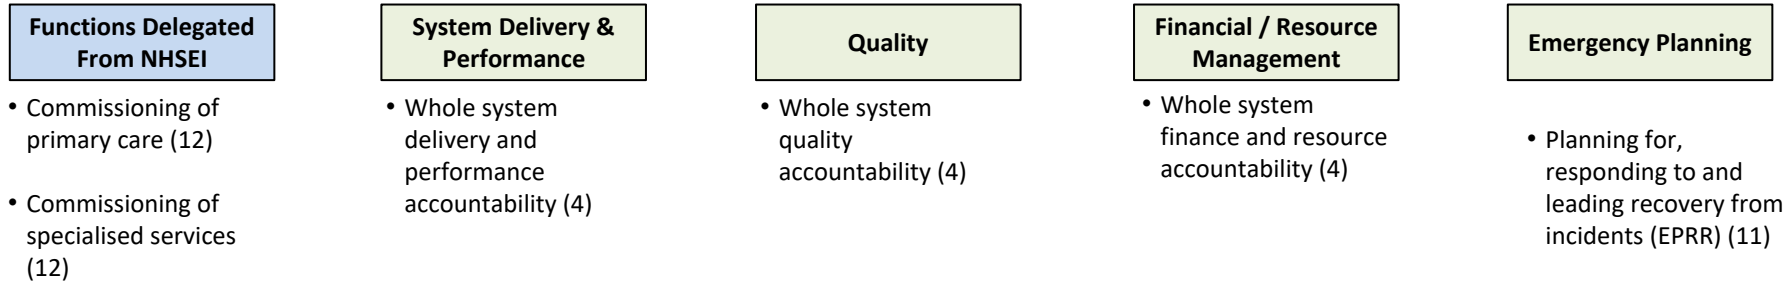 Functions Delegated
From NHSEI
• Commissioning of
primary care (12)
• Commissioning of
specialised services
(12)
System Delivery &
Performance
• Whole system
delivery and
performance
accountability (4)
Quality
• Whole system
quality
accountability (4)
Financial / Resource
Management
• Whole system
finance and resource
accountability (4)
Emergency Planning
• Planning for,
responding to and
leading recovery from
incidents (EPRR) (11)